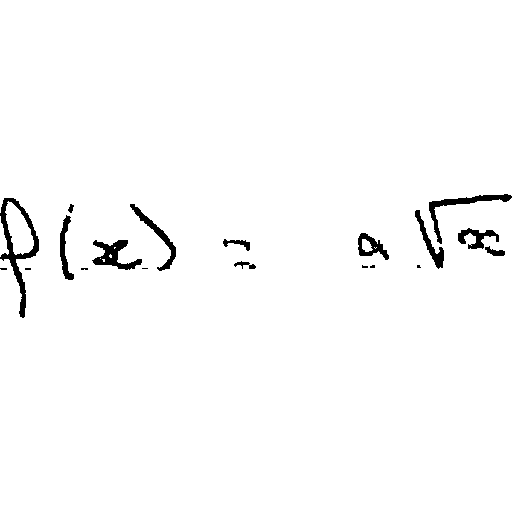 f(x) = a√x